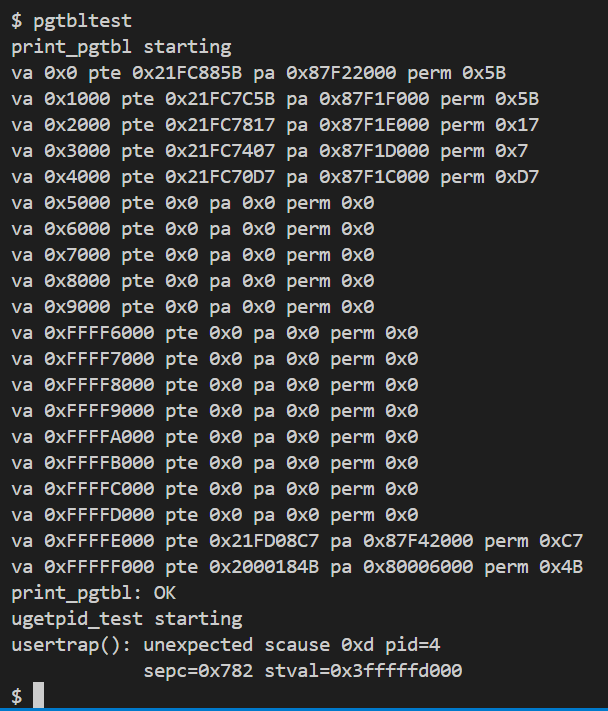 $ pgtbltest
print_pgtbl starting
va 0x0 pte 0x21FC885B pa 0x87F22000 perm 0x5B
va 0x1000 pte 0x21FC7C5B pa 0x87F1F000 perm 0x5B
va 0x2000 pte 0x21FC7817 pa 0x87F1E000 perm 0x17
va 0x3000 pte 0x21FC7407 pa 0x87F1D000 perm 0x7
va 0x4000 pte 0x21FC70D7 pa 0x87F1C000 perm 0xD7
va 0x5000 pte 0x0 pa 0x0 perm 0x0
va 0x6000 pte 0x0 pa 0x0 perm 0x0
va 0x7000 pte 0x0 pa 0x0 perm 0x0
va 0x8000 pte 0x0 pa 0x0 perm 0x0
va 0x9000 pte 0x0 pa 0x0 perm 0x0
va 0xFFFF6000 pte 0x0 pa 0x0 perm 0x0
va 0xFFFF7000 pte 0x0 pa 0x0 perm 0x0
va 0xFFFF8000 pte 0x0 pa 0x0 perm 0x0
va 0xFFFF9000 pte 0x0 pa 0x0 perm 0x0
va 0xFFFFA000 pte 0x0 pa 0x0 perm 0x0
va 0xFFFFB000 pte 0x0 pa 0x0 perm 0x0
va 0xFFFFC000 pte 0x0 pa 0x0 perm 0x0
va 0xFFFFD000 pte 0x0 pa 0x0 perm 0x0
va 0xFFFFE000 pte 0x21FD08C7 pa 0x87F42000 perm 0xC7
va 0xFFFFF000 pte 0x2000184B pa 0x80006000 perm 0x4B
print_pgtbl: OK
ugetpid_test starting
usertrap(): unexpected scause 0xd pid=4
            sepc=0x782 stval=0x3fffffd000
$